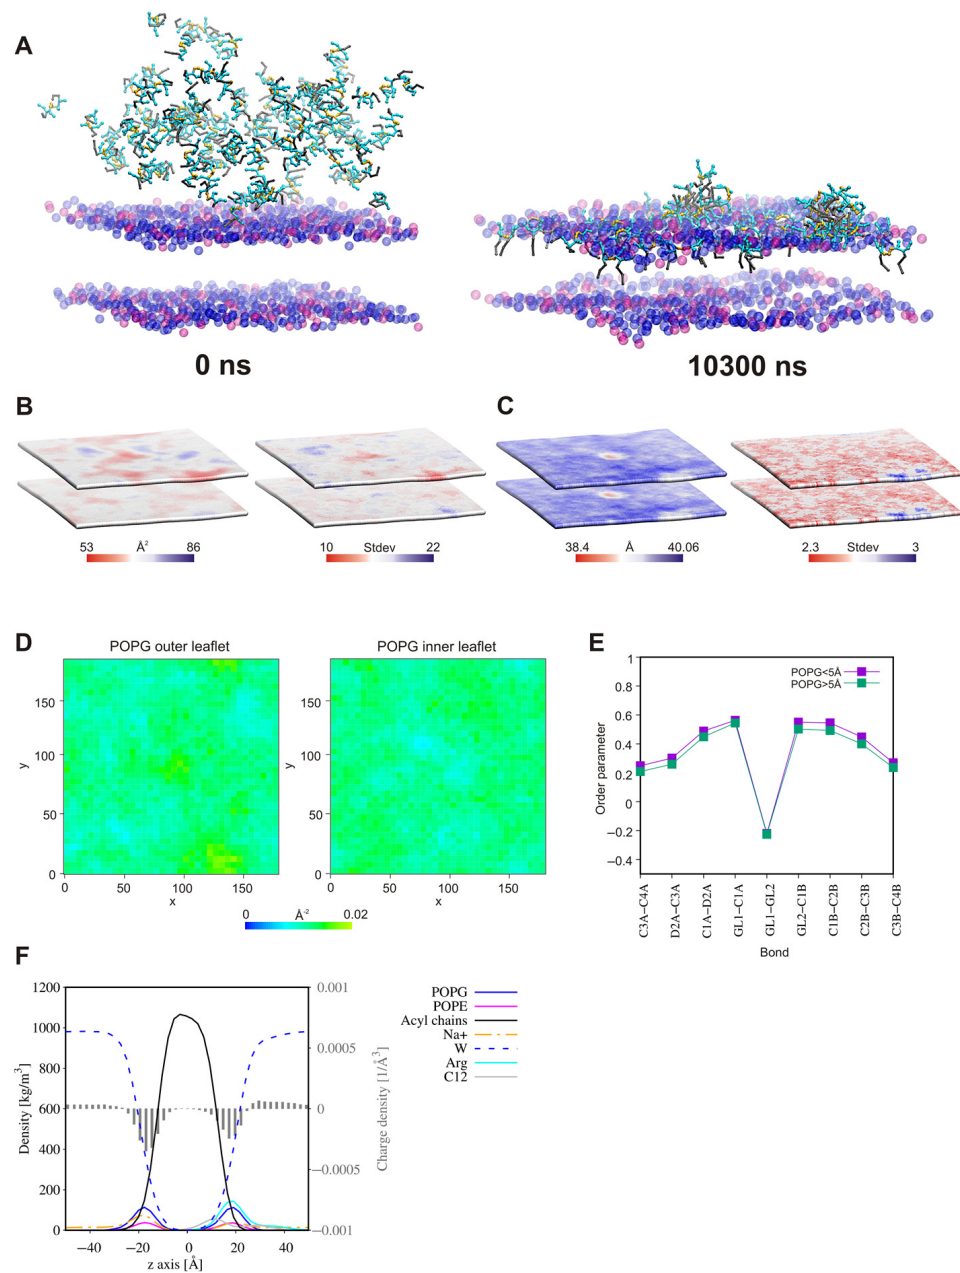 A
0 ns
10300 ns
B
C
53 Å² 86
10 Stdev 22
38.4 Å 40.06
2.3 Stdev 3
D
POPG outer leaflet
POPG inner leaflet
150
100
50
0
y
0 50 100 150
x
150
100
50
0
y
0 50 100 150
x
0 Å⁻² 0.02
E
POPG<5Å
POPG>5Å
1
0.8
0.6
0.4
0.2
0
−0.2
−0.4
Order parameter
C3A−C4A
D2A−C3A
C1A−D2A
GL1−C1A
GL1−GL2
GL2−C1B
C1B−C2B
C2B−C3B
C3B−C4B
Bond
F
1200
1000
800
600
400
200
0
Density [kg/m³]
−40 −20 0 20 40
z axis [Å]
0.001
0.0005
0
−0.0005
−0.001
Charge density [1/Å³]
POPG
POPE
Acyl chains
Na+
W
Arg
C12